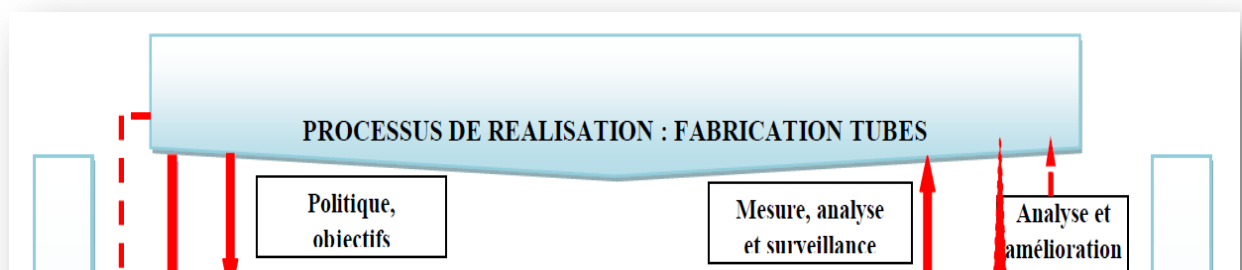 PROCESSUS DE REALISATION : FABRICATION TUBES
Politique,
objectifs
Mesure, analyse
et surveillance
Analyse et
amélioration